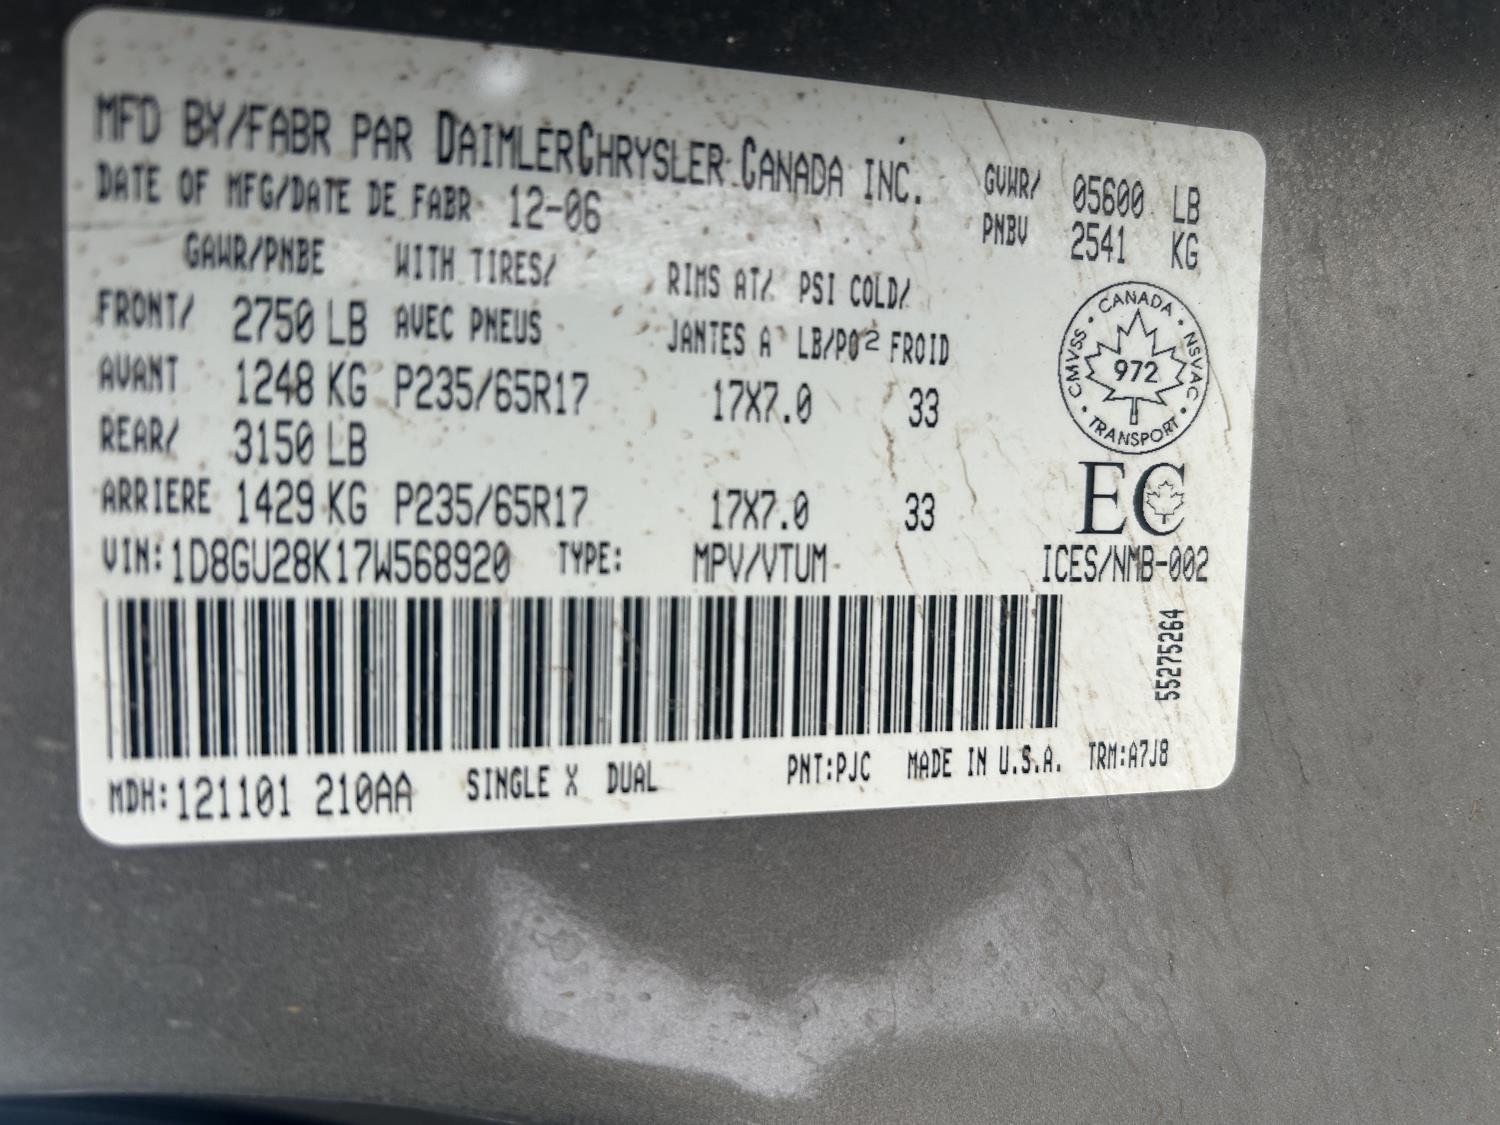 MFD BY/FABR PAR DAIMLERCHRYSLER CANADA INC.
DATE OF MFG/DATE DE FABR 12-06
GVWR/ 05600 LB
PNBV 2541 KG
GAWR/PNBE WITH TIRES/ RIMS AT/ PSI COLD/
FRONT/ 2750 LB AVEC PNEUS JANTES A LB/PO² FROID
AVANT 1248 KG P235/65R17 17X7.0 33
REAR/ 3150 LB
ARRIERE 1429 KG P235/65R17 17X7.0 33
CANADA
CMVSS 972 NSVAC
TRANSPORT
EC
VIN: 1D8GU28K17W568920 TYPE: MPV/VTUM ICES/NMB-002
55275264
MDH: 121101 210AA SINGLE X DUAL PNT:PJC MADE IN U.S.A. TRM:A7J8